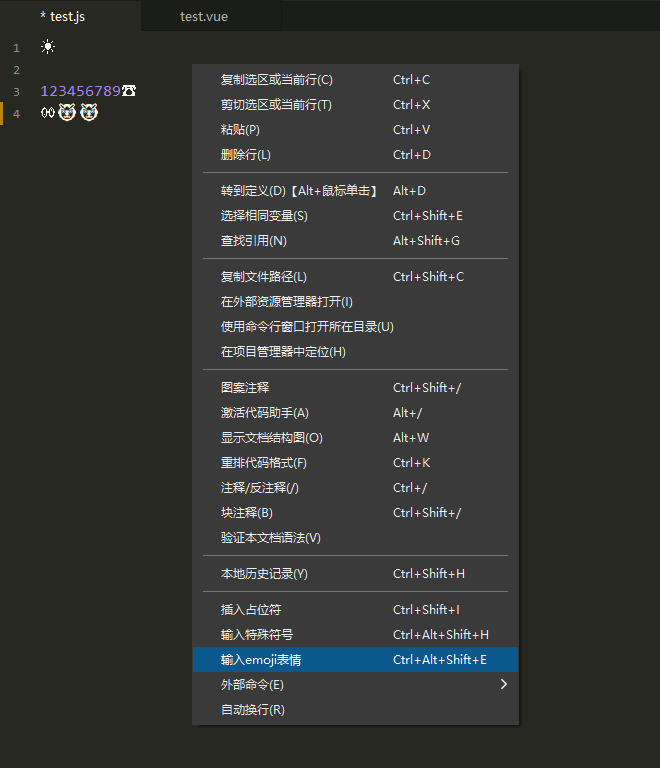 * test.js test.vue
1 ☀
2
3 123456789☎
4 👀🐯🐯
复制选区或当前行(C) Ctrl+C
剪切选区或当前行(T) Ctrl+X
粘贴(P) Ctrl+V
删除行(L) Ctrl+D
转到定义(D)【Alt+鼠标单击】 Alt+D
选择相同变量(S) Ctrl+Shift+E
查找引用(N) Alt+Shift+G
复制文件路径(L) Ctrl+Shift+C
在外部资源管理器打开(I)
使用命令行窗口打开所在目录(U)
在项目管理器中定位(H)
图案注释 Ctrl+Shift+/
激活代码助手(A) Alt+/
显示文档结构图(O) Alt+W
重排代码格式(F) Ctrl+K
注释/反注释(/) Ctrl+/
块注释(B) Ctrl+Shift+/
验证本文档语法(V)
本地历史记录(Y) Ctrl+Shift+H
插入占位符 Ctrl+Shift+I
输入特殊符号 Ctrl+Alt+Shift+H
输入emoji表情 Ctrl+Alt+Shift+E
外部命令(E)
自动换行(R)